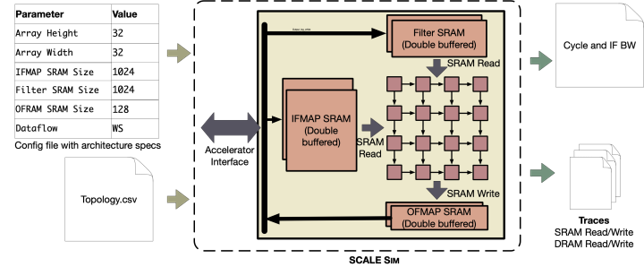 Parameter Value
Array Height 32
Array Width 32
IFMAP SRAM Size 1024
Filter SRAM Size 1024
OFRAM SRAM Size 128
Dataflow WS
Config file with architecture specs
Topology.csv
Accelerator
Interface
Filter SRAM
(Double buffered)
SRAM Read
IFMAP SRAM
(Double
buffered)
SRAM
Read
SRAM Write
OFMAP SRAM
(Double buffered)
SCALE SIM
Cycle and IF BW
Traces
SRAM Read/Write
DRAM Read/Write